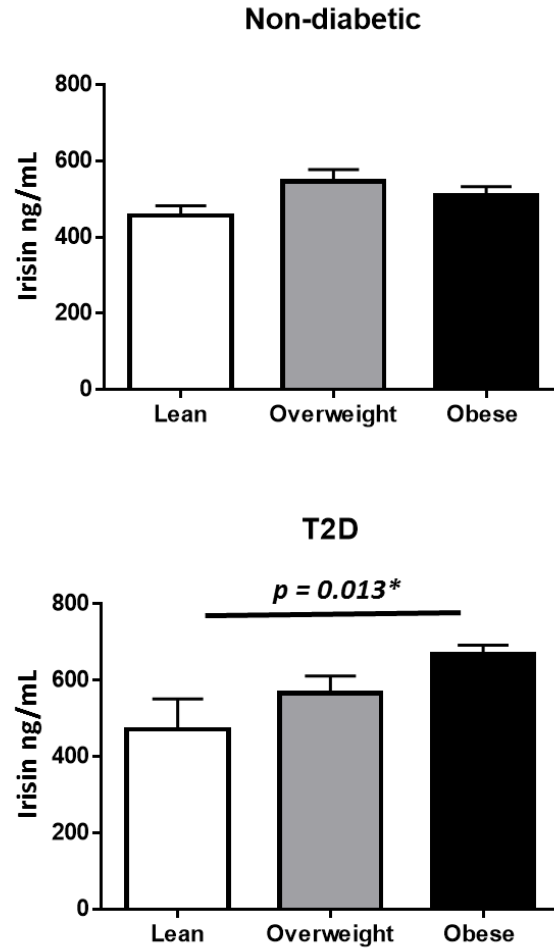 Non-diabetic
800
600
400
200
0
Irisin ng/mL
Lean Overweight Obese
T2D
p = 0.013*
800
600
400
200
0
Irisin ng/mL
Lean Overweight Obese